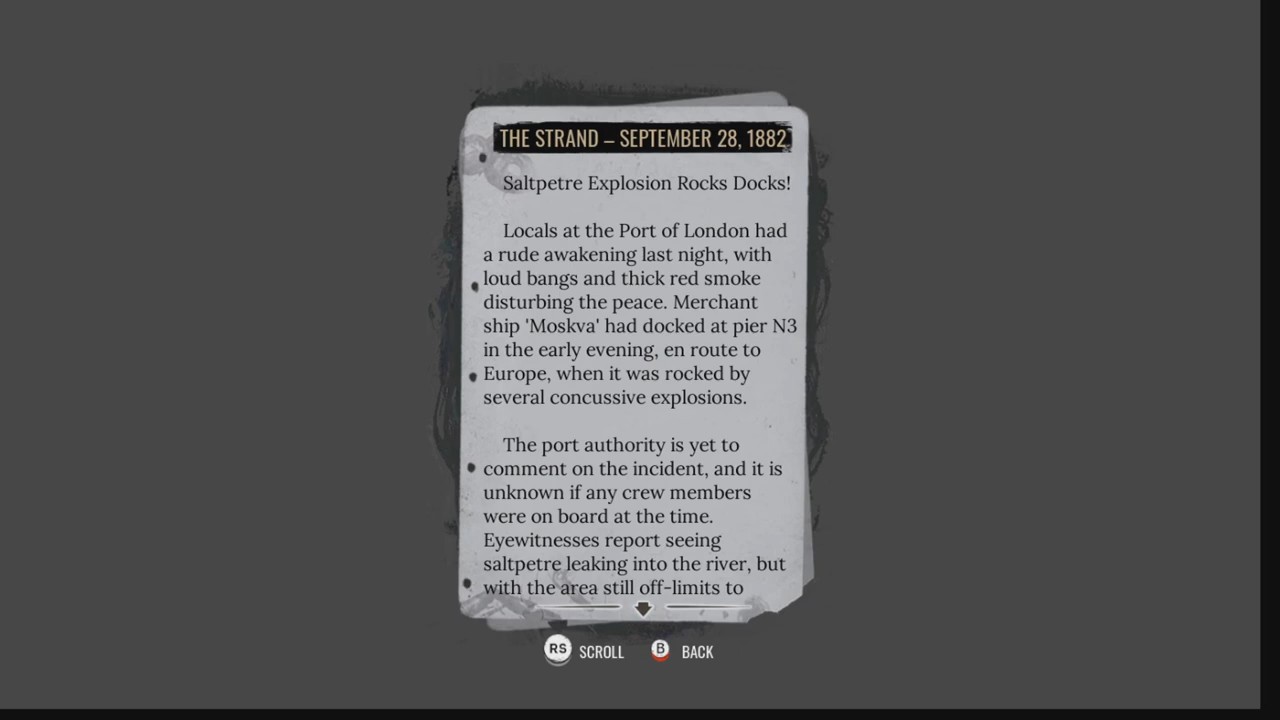 THE STRAND – SEPTEMBER 28, 1882
Saltpetre Explosion Rocks Docks!
Locals at the Port of London had
a rude awakening last night, with
loud bangs and thick red smoke
disturbing the peace. Merchant
ship 'Moskva' had docked at pier N3
in the early evening, en route to
Europe, when it was rocked by
several concussive explosions.
The port authority is yet to
comment on the incident, and it is
unknown if any crew members
were on board at the time.
Eyewitnesses report seeing
saltpetre leaking into the river, but
with the area still off-limits to
RS SCROLL B BACK